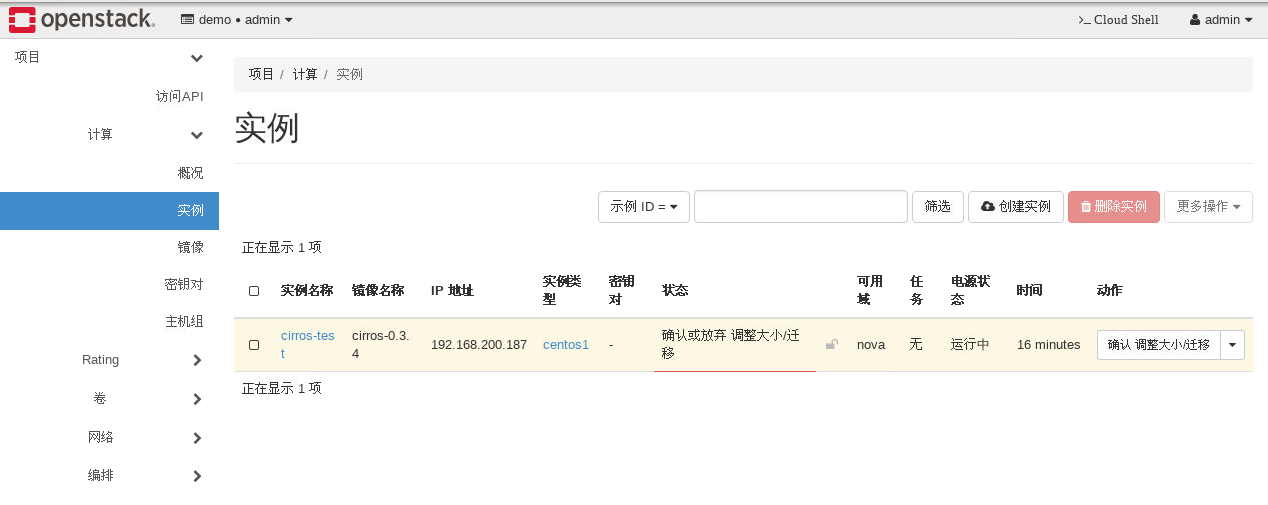 openstack. demo • admin >_ Cloud Shell admin
项目
访问API
计算
概况
实例
镜像
密钥对
主机组
Rating
卷
网络
编排
项目 / 计算 / 实例
实例
示例 ID = 筛选 创建实例 删除实例 更多操作
正在显示 1 项
实例名称 镜像名称 IP 地址 实例类型 密钥对 状态 可用域 任务 电源状态 时间 动作
cirros-test cirros-0.3.4 192.168.200.187 centos1 - 确认或放弃 调整大小/迁移 nova 无 运行中 16 minutes 确认 调整大小/迁移
正在显示 1 项